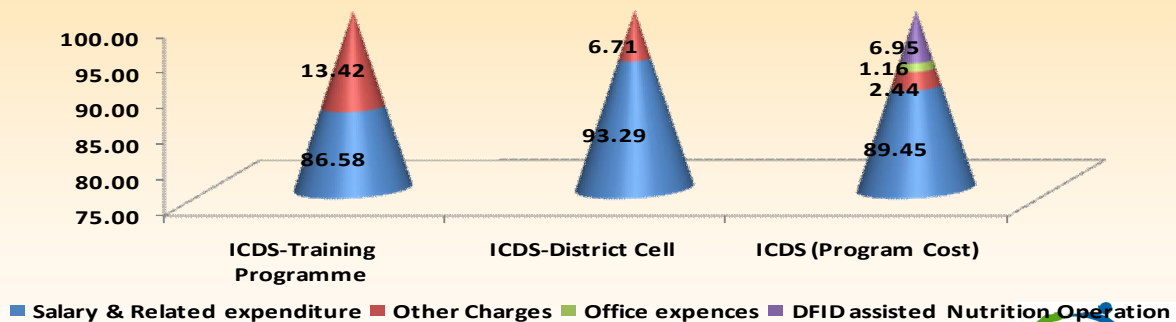 100.00
95.00
90.00
85.00
80.00
75.00
13.42
86.58
6.71
93.29
6.95
1.16
2.44
89.45
ICDS-Training
Programme
ICDS-District Cell
ICDS (Program Cost)
Salary & Related expenditure Other Charges Office expences DFID assisted Nutrition Operation